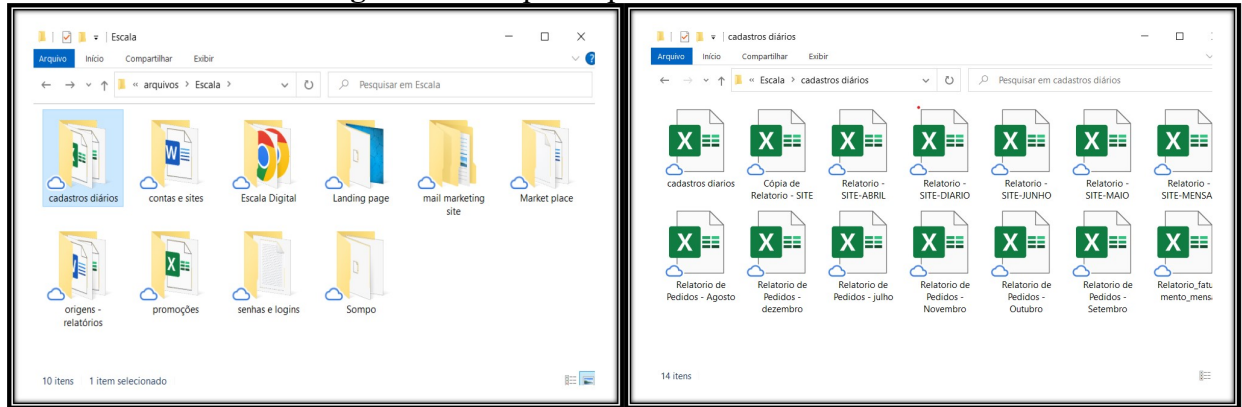 Escala
Arquivo Início Compartilhar Exibir
« arquivos > Escala >
Pesquisar em Escala
cadastros diários
contas e sites
Escala Digital
Landing page
mail marketing
site
Market place
origens -
relatórios
promoções
senhas e logins
Sompo
10 itens 1 item selecionado
cadastros diários
Arquivo Início Compartilhar Exibir
« Escala > cadastros diários
Pesquisar em cadastros diários
cadastros diarios
Cópia de
Relatorio - SITE
Relatorio -
SITE-ABRIL
Relatorio -
SITE-DIARIO
Relatorio -
SITE-JUNHO
Relatorio -
SITE-MAIO
Relatorio -
SITE-MENSA
Relatorio de
Pedidos - Agosto
Relatorio de
Pedidos -
dezembro
Relatorio de
Pedidos - julho
Relatorio de
Pedidos -
Novembro
Relatorio de
Pedidos -
Outubro
Relatorio de
Pedidos -
Setembro
Relatorio_fatu
mento_mensa
14 itens